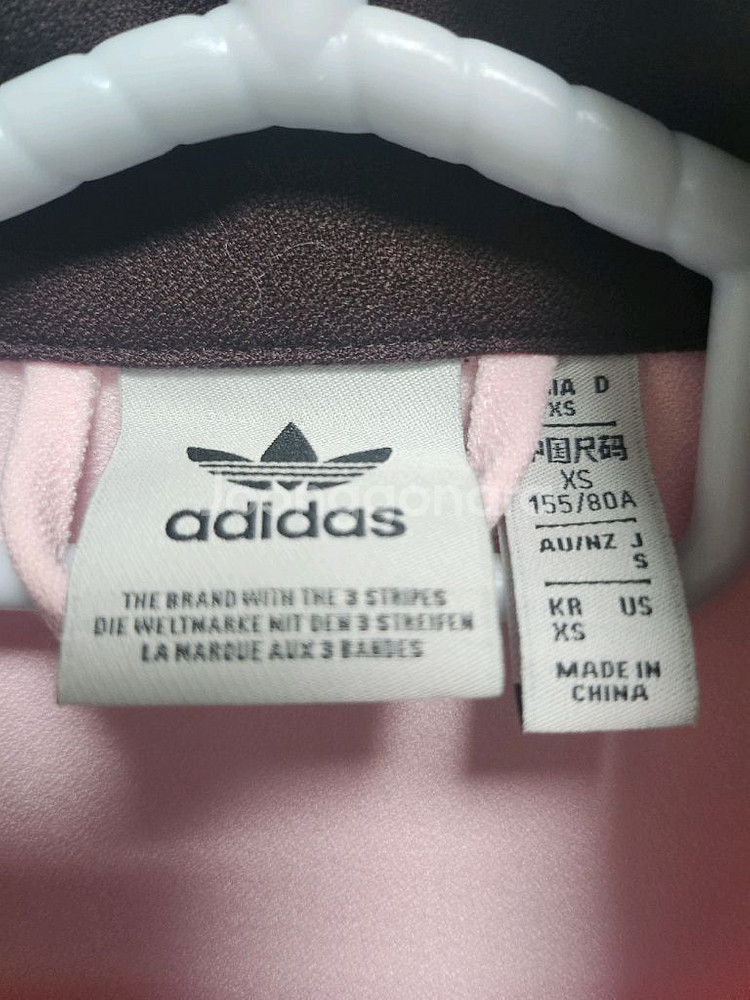 adidas
THE BRAND WITH THE 3 STRIPES
DIE WELTMARKE MIT DEN 3 STREIFEN
LA MARQUE AUX 3 BANDES
D
XS
中国尺码
XS
155/80A
AU/NZ J
S
KR US
XS
MADE IN
CHINA